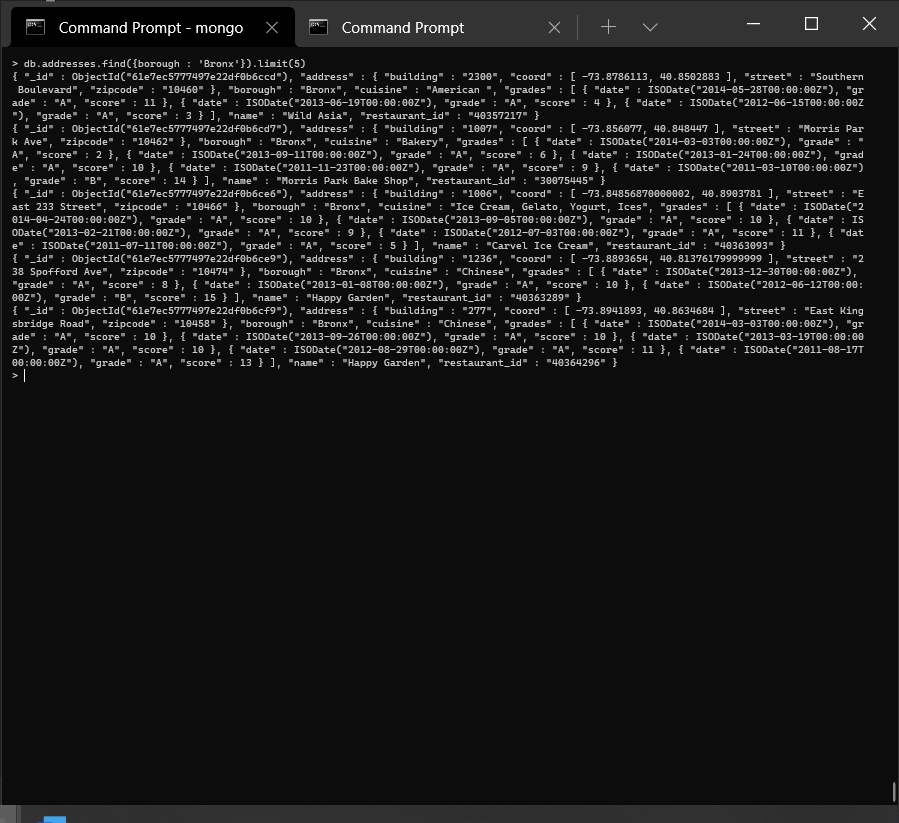 Command Prompt - mongo
Command Prompt
> db.addresses.find({borough : 'Bronx'}).limit(5)
{ "_id" : ObjectId("61e7ec5777497e22df0b6ccd"), "address" : { "building" : "2300", "coord" : [ -73.8786113, 40.8502883 ], "street" : "Southern
 Boulevard", "zipcode" : "10460" }, "borough" : "Bronx", "cuisine" : "American ", "grades" : [ { "date" : ISODate("2014-05-28T00:00:00Z"), "gr
ade" : "A", "score" : 11 }, { "date" : ISODate("2013-06-19T00:00:00Z"), "grade" : "A", "score" : 4 }, { "date" : ISODate("2012-06-15T00:00:00Z
"), "grade" : "A", "score" : 3 } ], "name" : "Wild Asia", "restaurant_id" : "40357217" }
{ "_id" : ObjectId("61e7ec5777497e22df0b6cd7"), "address" : { "building" : "1007", "coord" : [ -73.856077, 40.848447 ], "street" : "Morris Par
k Ave", "zipcode" : "10462" }, "borough" : "Bronx", "cuisine" : "Bakery", "grades" : [ { "date" : ISODate("2014-03-03T00:00:00Z"), "grade" : "
A", "score" : 2 }, { "date" : ISODate("2013-09-11T00:00:00Z"), "grade" : "A", "score" : 6 }, { "date" : ISODate("2013-01-24T00:00:00Z"), "grad
e" : "A", "score" : 10 }, { "date" : ISODate("2011-11-23T00:00:00Z"), "grade" : "A", "score" : 9 }, { "date" : ISODate("2011-03-10T00:00:00Z")
, "grade" : "B", "score" : 14 } ], "name" : "Morris Park Bake Shop", "restaurant_id" : "30075445" }
{ "_id" : ObjectId("61e7ec5777497e22df0b6ce6"), "address" : { "building" : "1006", "coord" : [ -73.84856870000002, 40.8903781 ], "street" : "E
ast 233 Street", "zipcode" : "10466" }, "borough" : "Bronx", "cuisine" : "Ice Cream, Gelato, Yogurt, Ices", "grades" : [ { "date" : ISODate("2
014-04-24T00:00:00Z"), "grade" : "A", "score" : 10 }, { "date" : ISODate("2013-09-05T00:00:00Z"), "grade" : "A", "score" : 10 }, { "date" : IS
ODate("2013-02-21T00:00:00Z"), "grade" : "A", "score" : 9 }, { "date" : ISODate("2012-07-03T00:00:00Z"), "grade" : "A", "score" : 11 }, { "dat
e" : ISODate("2011-07-11T00:00:00Z"), "grade" : "A", "score" : 5 } ], "name" : "Carvel Ice Cream", "restaurant_id" : "40363093" }
{ "_id" : ObjectId("61e7ec5777497e22df0b6ce9"), "address" : { "building" : "1236", "coord" : [ -73.8893654, 40.81376179999999 ], "street" : "2
38 Spofford Ave", "zipcode" : "10474" }, "borough" : "Bronx", "cuisine" : "Chinese", "grades" : [ { "date" : ISODate("2013-12-30T00:00:00Z"),
"grade" : "A", "score" : 8 }, { "date" : ISODate("2013-01-08T00:00:00Z"), "grade" : "A", "score" : 10 }, { "date" : ISODate("2012-06-12T00:00:
00Z"), "grade" : "B", "score" : 15 } ], "name" : "Happy Garden", "restaurant_id" : "40363289" }
{ "_id" : ObjectId("61e7ec5777497e22df0b6cf9"), "address" : { "building" : "277", "coord" : [ -73.8941893, 40.8634684 ], "street" : "East King
sbridge Road", "zipcode" : "10458" }, "borough" : "Bronx", "cuisine" : "Chinese", "grades" : [ { "date" : ISODate("2014-03-03T00:00:00Z"), "gr
ade" : "A", "score" : 10 }, { "date" : ISODate("2013-09-26T00:00:00Z"), "grade" : "A", "score" : 10 }, { "date" : ISODate("2013-03-19T00:00:00
Z"), "grade" : "A", "score" : 10 }, { "date" : ISODate("2012-08-29T00:00:00Z"), "grade" : "A", "score" : 11 }, { "date" : ISODate("2011-08-17T
00:00:00Z"), "grade" : "A", "score" : 13 } ], "name" : "Happy Garden", "restaurant_id" : "40364296" }
>